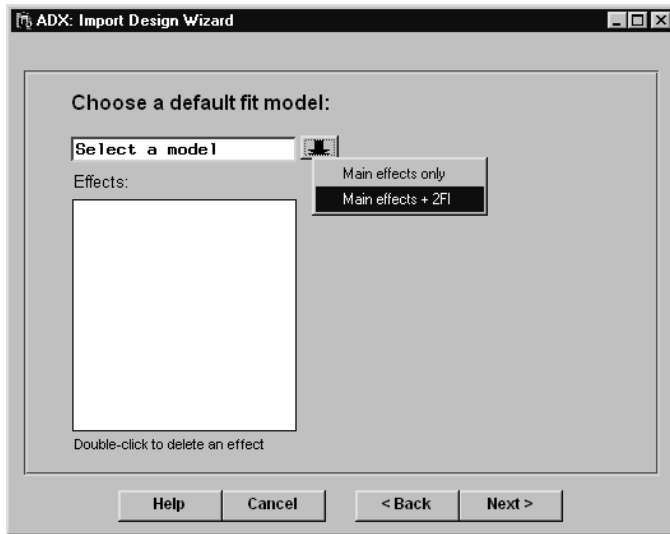 ADX: Import Design Wizard
Choose a default fit model:
Select a model
Main effects only
Effects:
Main effects + 2FI
Double-click to delete an effect
Help Cancel < Back Next >